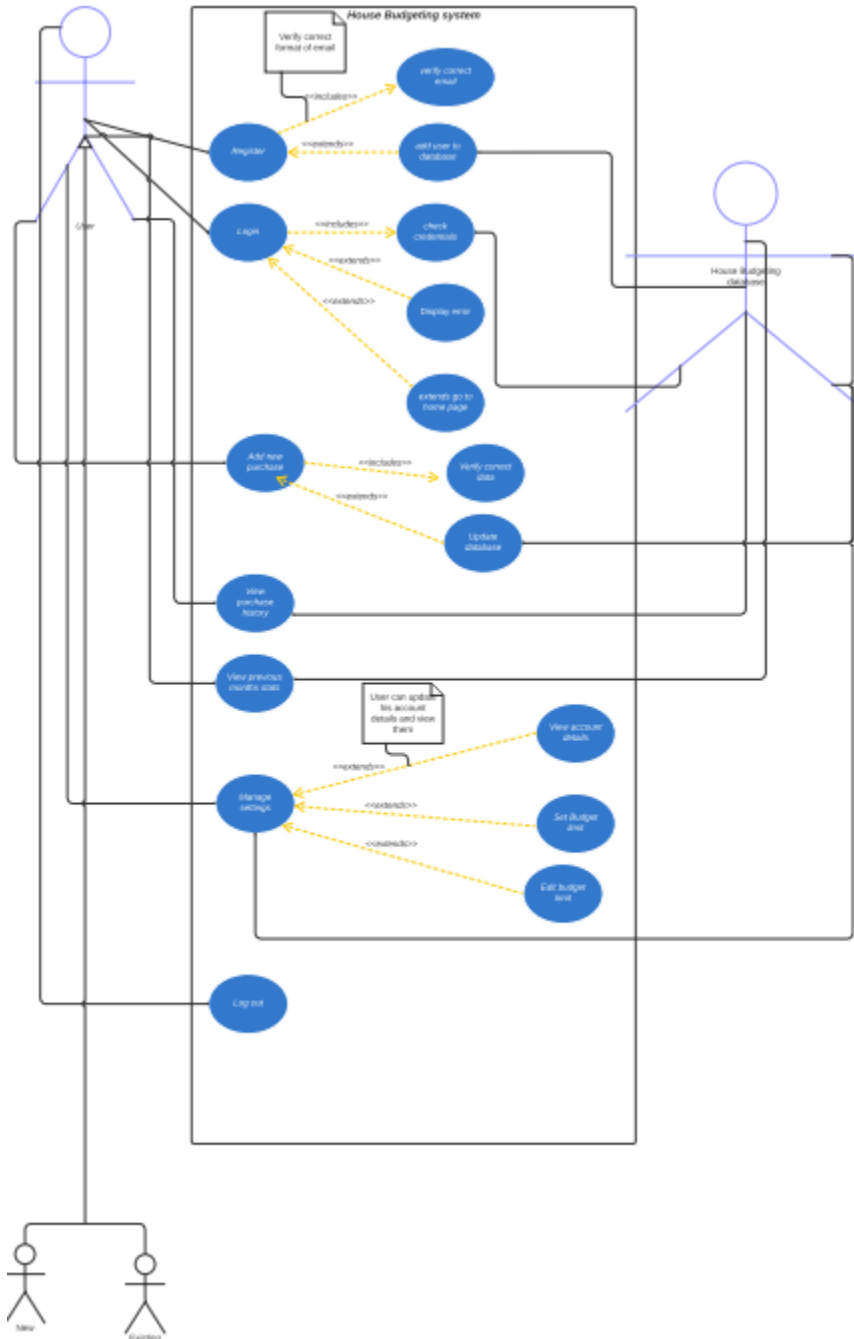 House Budgeting system
Verify correct
format of email
verify correct
email
<<includes>>
Register
<<extends>>
add user to
database
User
Login
<<includes>>
check
credentials
<<extends>>
House Budgeting
database
<<extends>>
Display error
extends go to
home page
Add new
purchase
<<includes>>
Verify correct
data
<<extends>>
Update
database
View
purchase
history
View previous
months stats
User can update
his account
details and view
them
View account
details
<<extends>>
Manage
settings
<<extends>>
Set Budget
limit
<<extends>>
Edit budget
limit
Log out
New
Existing